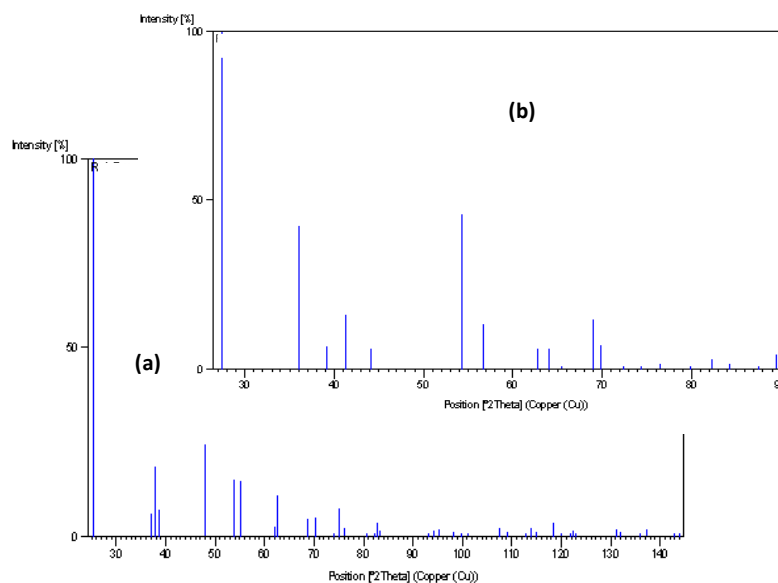 Intensity [%]
100
50
0
(b)
30 40 50 60 70 80 9
Position [°2Theta] (Copper (Cu))
Intensity [%]
100
50
0
(a)
30 40 50 60 70 80 90 100 110 120 130 140
Position [°2Theta] (Copper (Cu))